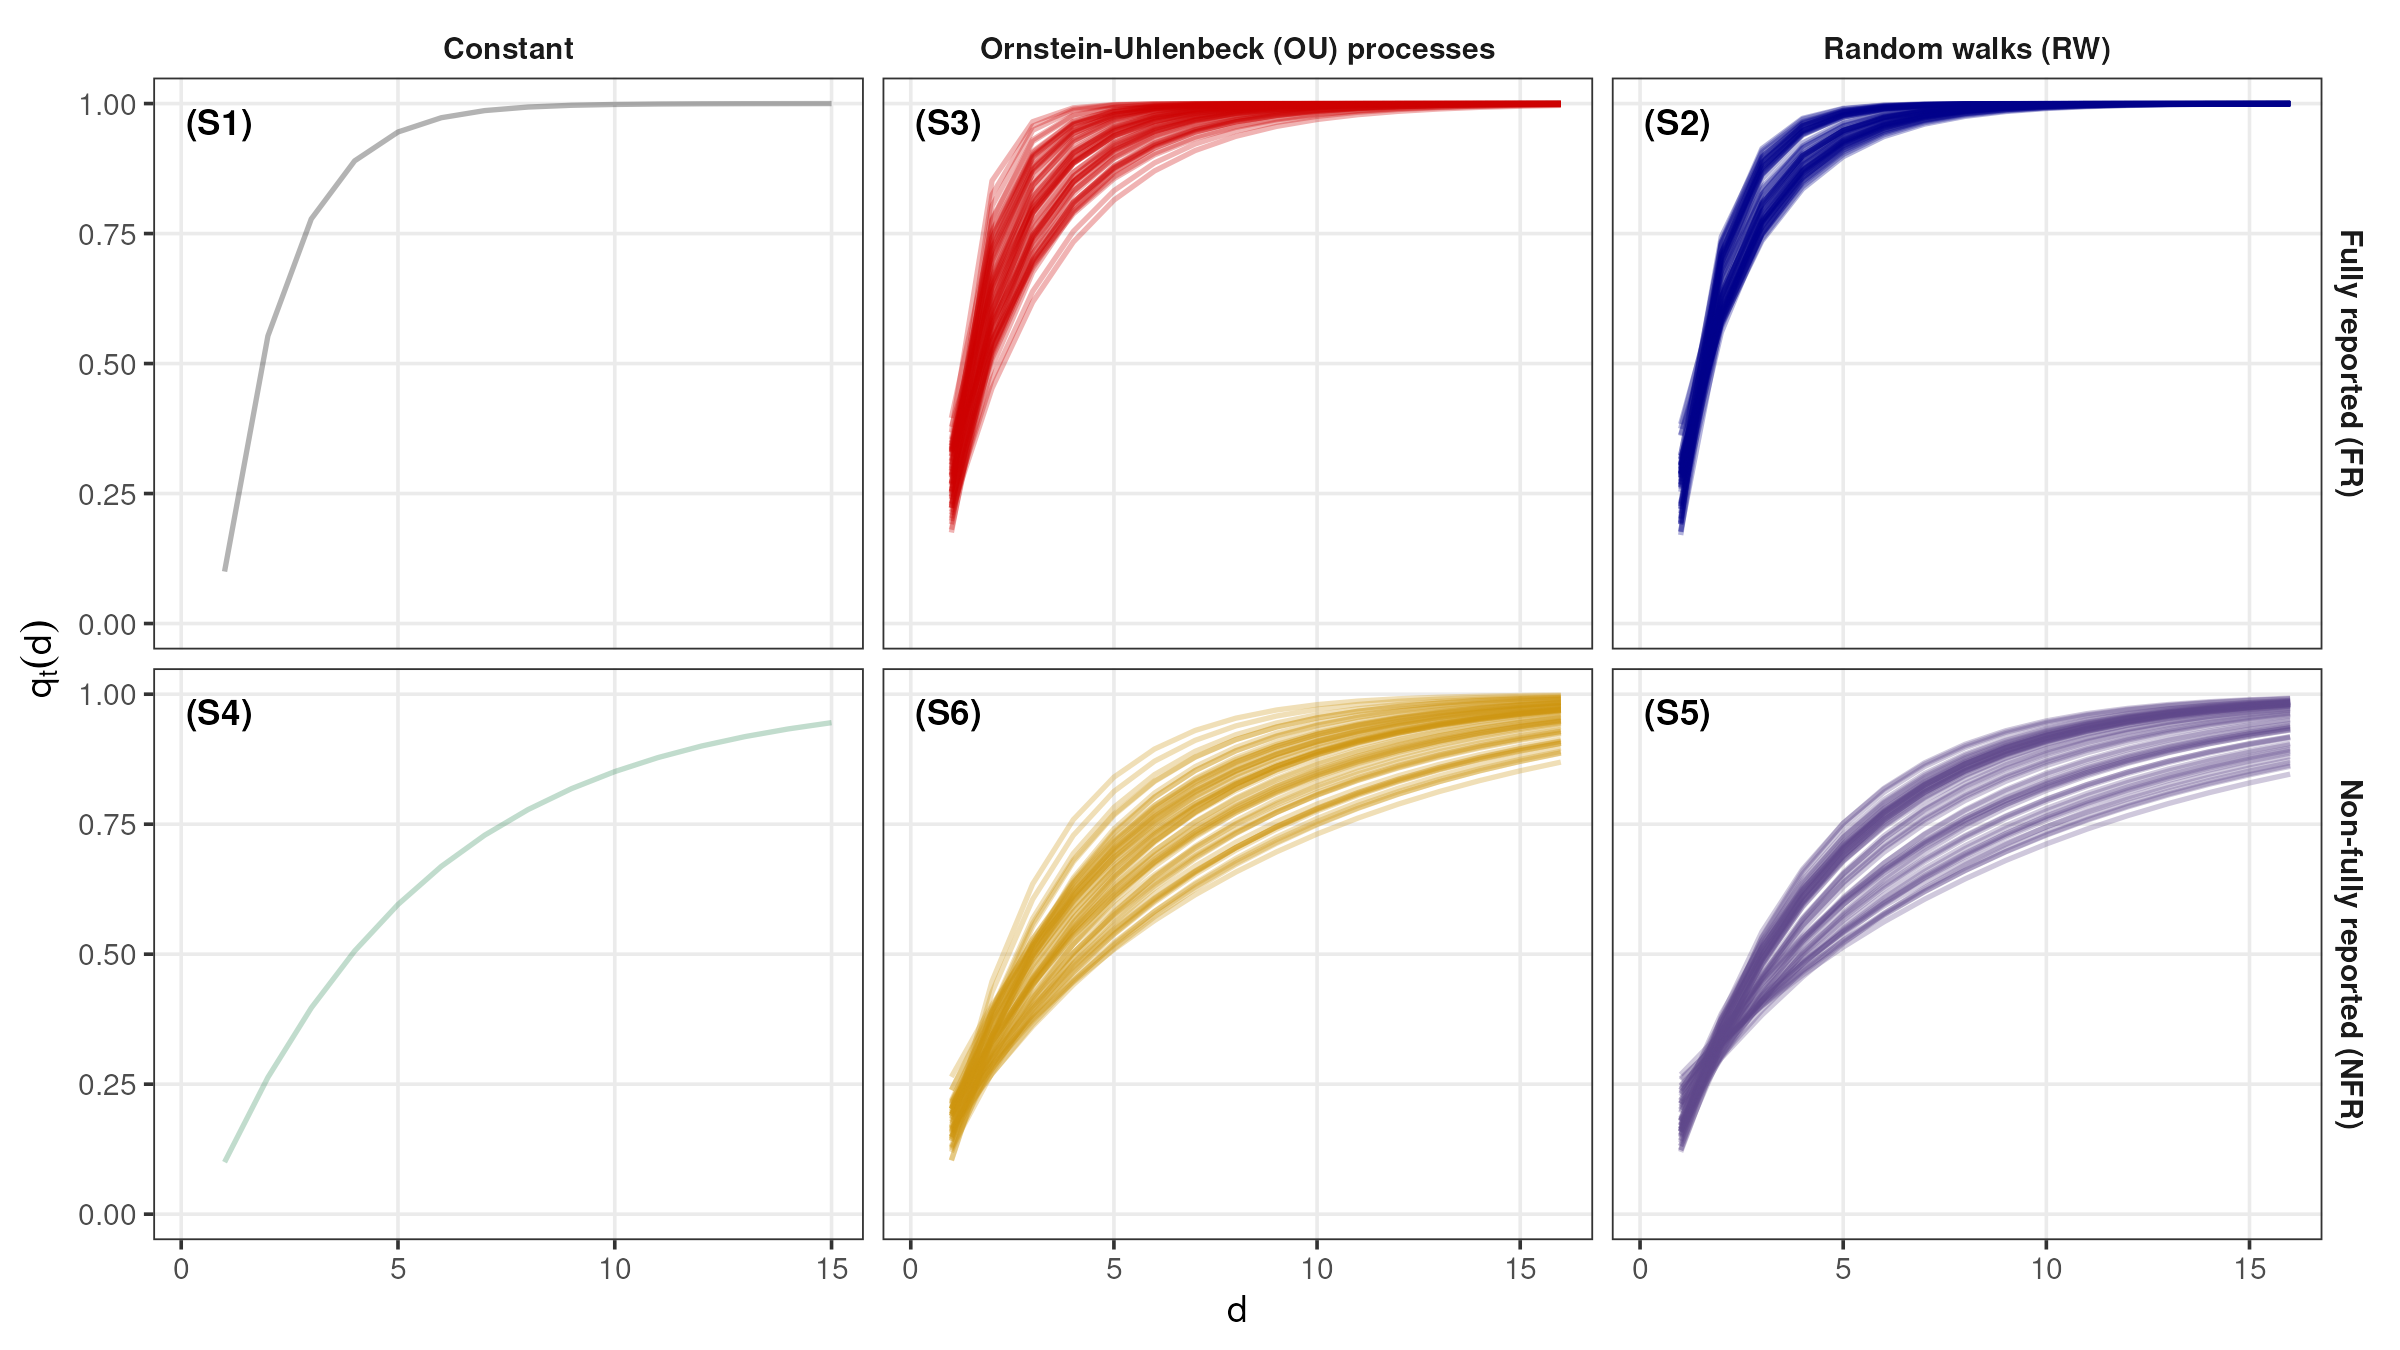 Constant
Ornstein-Uhlenbeck (OU) processes
Random walks (RW)
(S1)
(S3)
(S2)
1.00
0.75
0.50
0.25
0.00
Fully reported (FR)
qt(d)
(S4)
(S6)
(S5)
1.00
0.75
0.50
0.25
0.00
Non-fully reported (NFR)
0 5 10 15
0 5 10 15
0 5 10 15
d